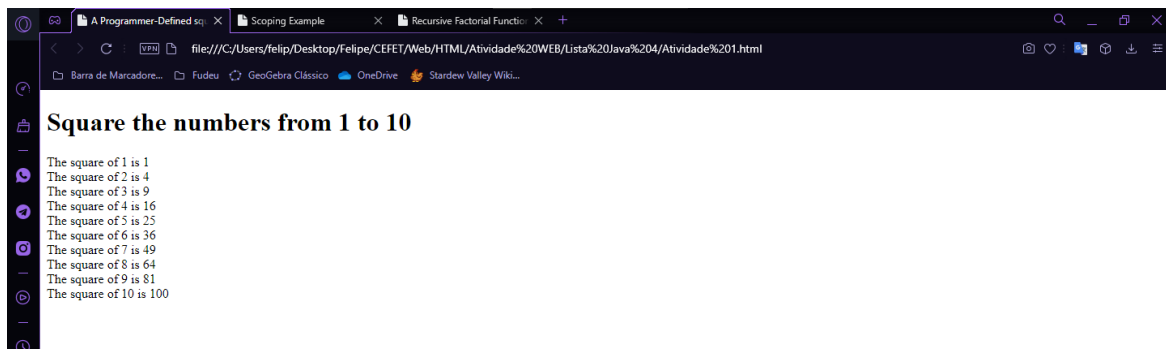 A Programmer-Defined squ
Scoping Example
Recursive Factorial Function
VPN file:///C:/Users/felip/Desktop/Felipe/CEFET/Web/HTML/Atividade%20WEB/Lista%20Java%204/Atividade%201.html
Barra de Marcadore... Fudeu GeoGebra Clássico OneDrive Stardew Valley Wiki...
Square the numbers from 1 to 10
The square of 1 is 1
The square of 2 is 4
The square of 3 is 9
The square of 4 is 16
The square of 5 is 25
The square of 6 is 36
The square of 7 is 49
The square of 8 is 64
The square of 9 is 81
The square of 10 is 100